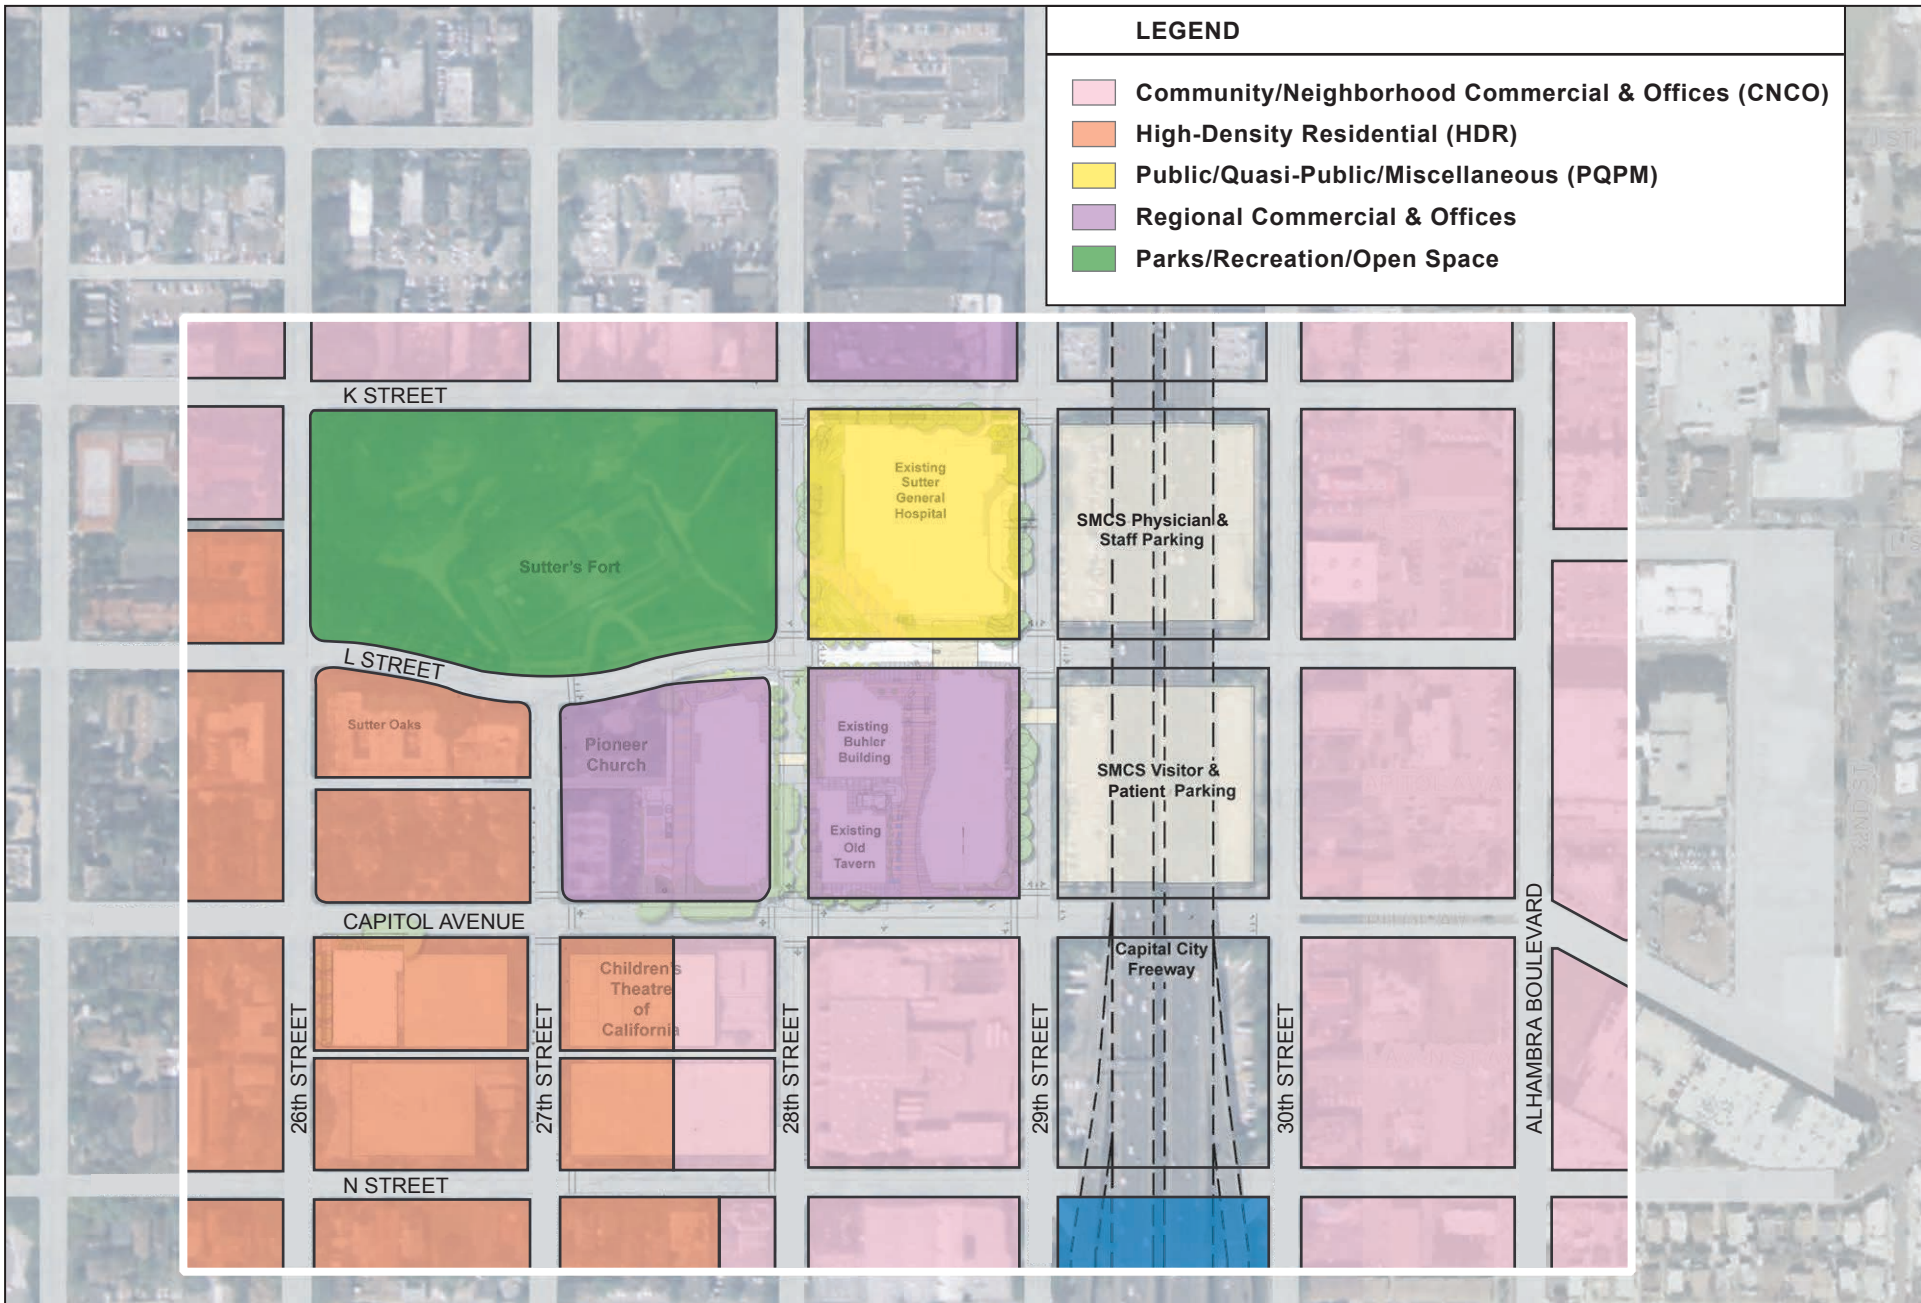 LEGEND
Community/Neighborhood Commercial & Offices (CNCO)
High-Density Residential (HDR)
Public/Quasi-Public/Miscellaneous (PQPM)
Regional Commercial & Offices
Parks/Recreation/Open Space
J ST
K STREET
Existing
Sutter
General
Hospital
SMCS Physician &
Staff Parking
Sutter's Fort
L STREET
Sutter Oaks
Pioneer
Church
Existing
Buhler
Building
SMCS Visitor &
Patient Parking
Existing
Old
Tavern
32ND ST
CAPITOL AVENUE
Capital City
Freeway
Children's
Theatre
of
California
26th STREET
27th STREET
28th STREET
29th STREET
30th STREET
ALHAMBRA BOULEVARD
N STREET